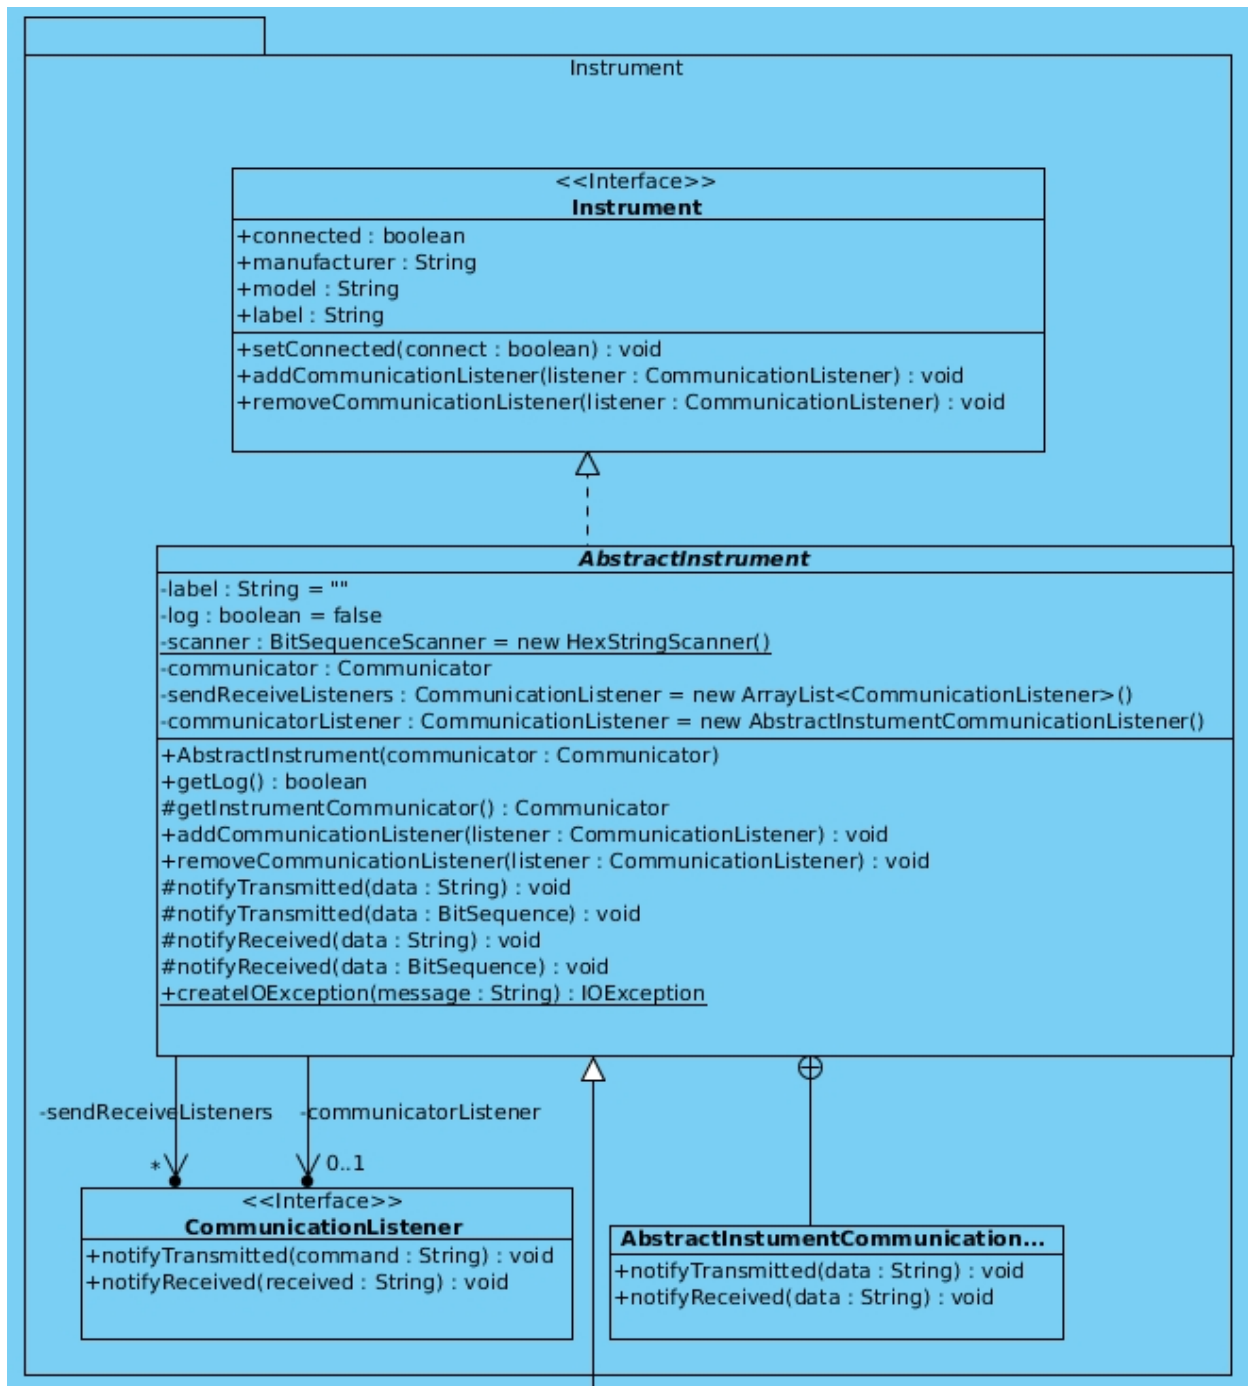 Instrument
<<Interface>>
Instrument
+connected : boolean
+manufacturer : String
+model : String
+label : String
+setConnected(connect : boolean) : void
+addCommunicationListener(listener : CommunicationListener) : void
+removeCommunicationListener(listener : CommunicationListener) : void
AbstractInstrument
-label : String = ""
-log : boolean = false
-scanner : BitSequenceScanner = new HexStringScanner()
-communicator : Communicator
-sendReceiveListeners : CommunicationListener = new ArrayList<CommunicationListener>()
-communicatorListener : CommunicationListener = new AbstractInstumentCommunicationListener()
+AbstractInstrument(communicator : Communicator)
+getLog() : boolean
#getInstrumentCommunicator() : Communicator
+addCommunicationListener(listener : CommunicationListener) : void
+removeCommunicationListener(listener : CommunicationListener) : void
#notifyTransmitted(data : String) : void
#notifyTransmitted(data : BitSequence) : void
#notifyReceived(data : String) : void
#notifyReceived(data : BitSequence) : void
+createIOException(message : String) : IOException
-sendReceiveListeners
-communicatorListener
*
0..1
<<Interface>>
CommunicationListener
+notifyTransmitted(command : String) : void
+notifyReceived(received : String) : void
AbstractInstumentCommunication...
+notifyTransmitted(data : String) : void
+notifyReceived(data : String) : void